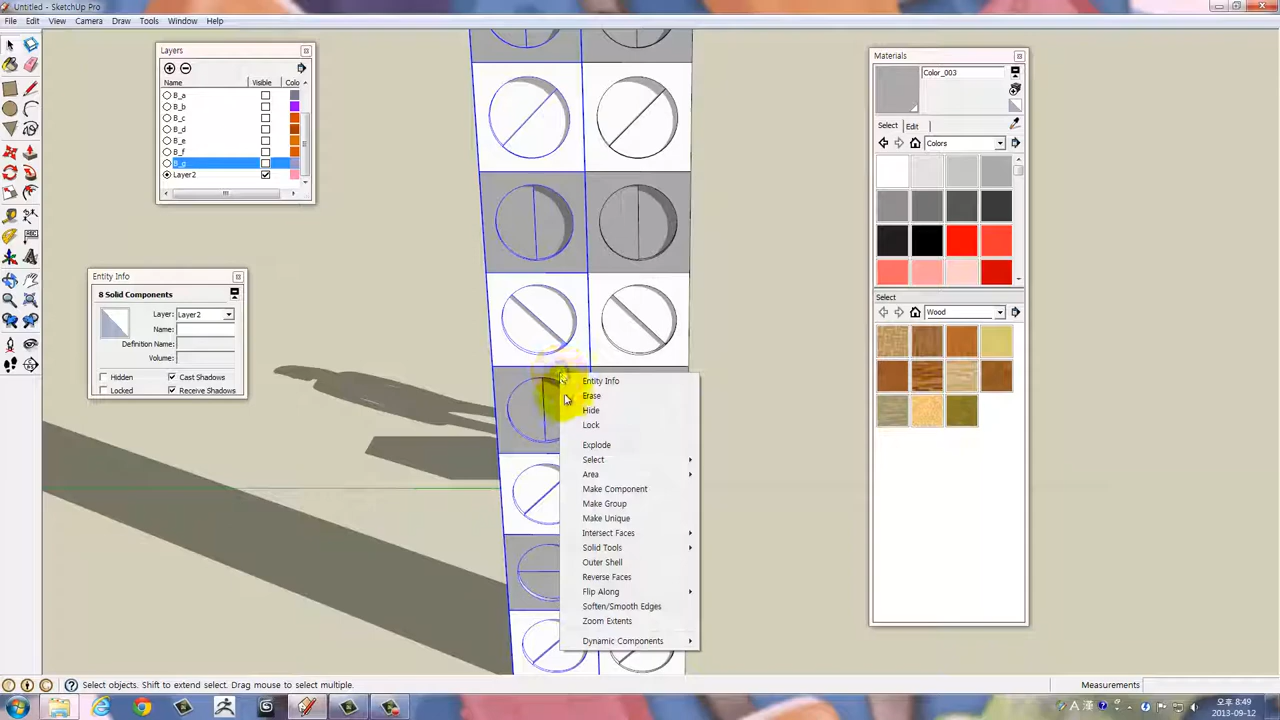 Untitled - SketchUp Pro
File Edit View Camera Draw Tools Window Help
Layers
Name Visible Colo
B_a
B_b
B_c
B_d
B_e
B_f
B_g
Layer2
Entity Info
8 Solid Components
Layer: Layer2
Name:
Definition Name:
Volume:
Hidden Cast Shadows
Locked Receive Shadows
Entity Info
Erase
Hide
Lock
Explode
Select
Area
Make Component
Make Group
Make Unique
Intersect Faces
Solid Tools
Outer Shell
Reverse Faces
Flip Along
Soften/Smooth Edges
Zoom Extents
Dynamic Components
Materials
Color_003
Select Edit
Colors
Select
Wood
Select objects. Shift to extend select. Drag mouse to select multiple.
Measurements
A 漢
오후 8:49
2013-09-12